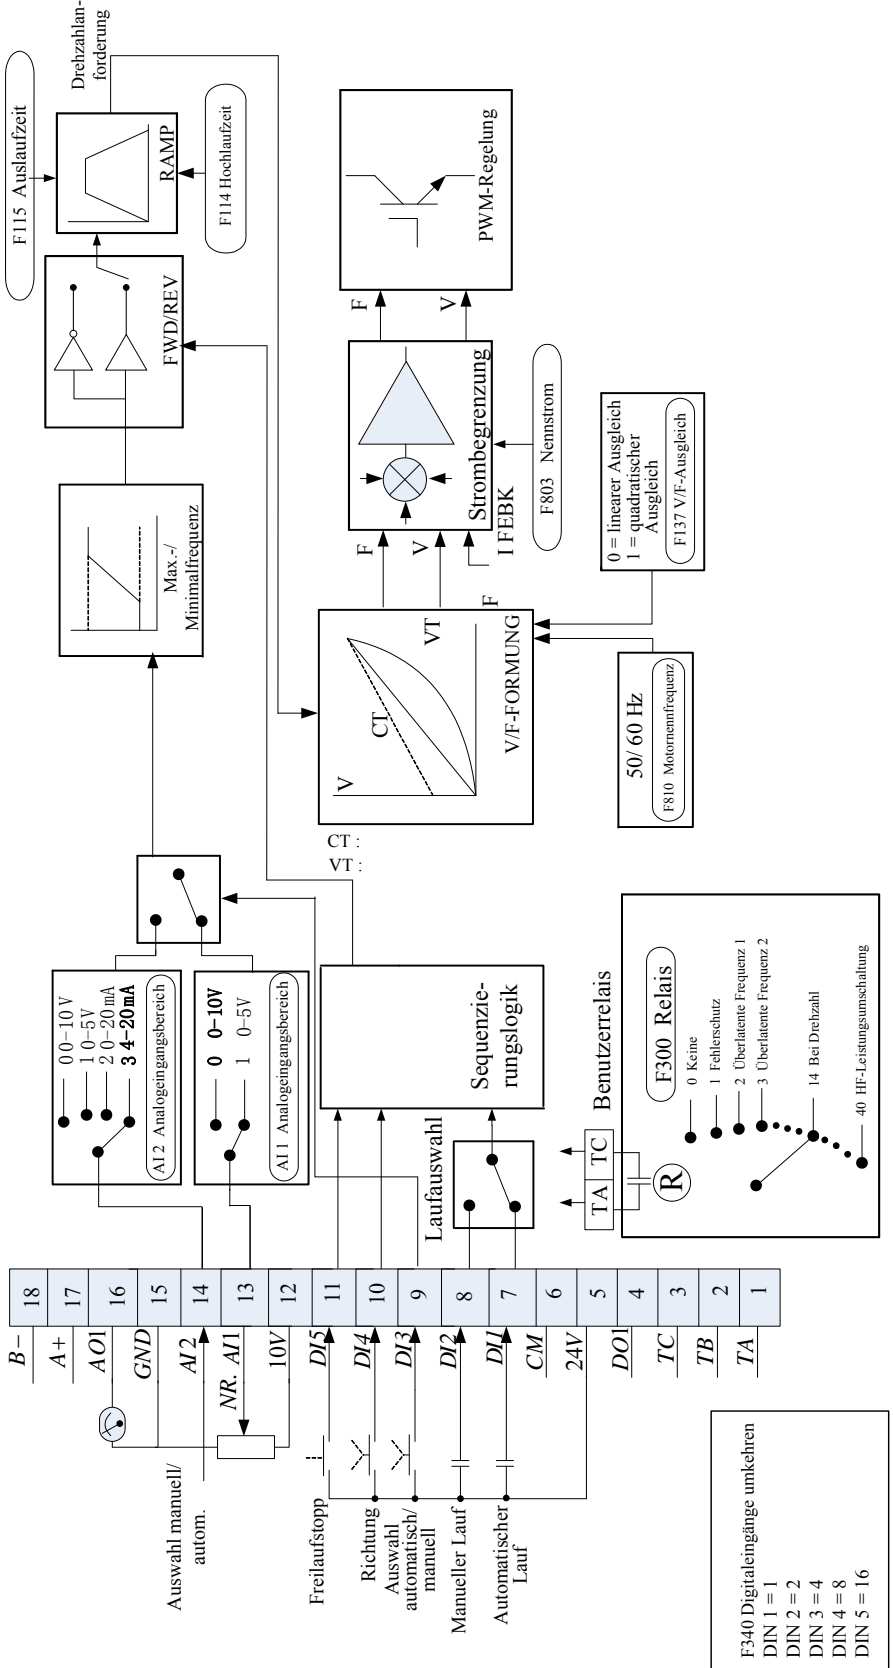 F115 Auslaufzeit
RAMP
F114 Hochlaufzeit
Drehzahlan-
forderung
FWD/REV
Max.-/
Minimalfrequenz
PWM-Regelung
F
V
Strombegrenzung
I FEBK
F803 Nennstrom
F
V
V
CT
VT
F
V/F-FORMUNG
CT :
VT :
0 = linearer Ausgleich
1 = quadratischer
Ausgleich
F137 V/F-Ausgleich
50/ 60 Hz
F810 Motornennfrequenz
0 0-10V
1 0-5V
2 0-20mA
3 4-20mA
AI 2 Analogeingangsbereich
0 0-10V
1 0-5V
AI 1 Analogeingangsbereich
Sequenzie-
rungslogik
Laufauswahl
Benutzerrelais
TA
TC
R
F300 Relais
0 Keine
1 Fehlerschutz
2 Überlatente Frequenz 1
3 Überlatente Frequenz 2
14 Bei Drehzahl
40 HF-Leistungsumschaltung
B− 18
A+ 17
AO1 16
GND 15
AI2 14
NR. AI1 13
10V 12
DI5 11
DI4 10
DI3 9
DI2 8
DI1 7
CM 6
24V 5
DO1 4
TC 3
TB 2
TA 1
Auswahl manuell/
autom.
Freilaufstopp
Richtung
Auswahl
automatisch/
manuell
Manueller Lauf
Automatischer
Lauf
F340 Digitaleingänge umkehren
DIN 1 = 1
DIN 2 = 2
DIN 3 = 4
DIN 4 = 8
DIN 5 = 16